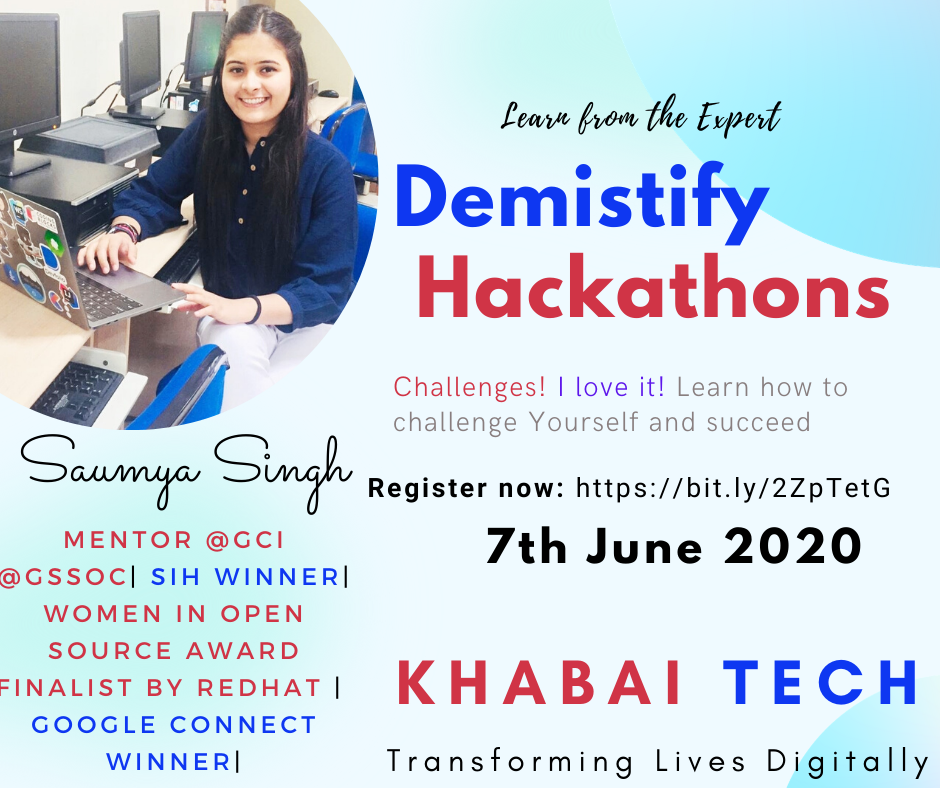 Learn from the Expert
Demistify
Hackathons
Challenges! I love it! Learn how to
challenge Yourself and succeed
Register now: https://bit.ly/2ZpTetG
7th June 2020
KHABAI TECH
Transforming Lives Digitally
Saumya Singh
MENTOR @GCI
@GSSOC| SIH WINNER|
WOMEN IN OPEN
SOURCE AWARD
FINALIST BY REDHAT |
GOOGLE CONNECT
WINNER|